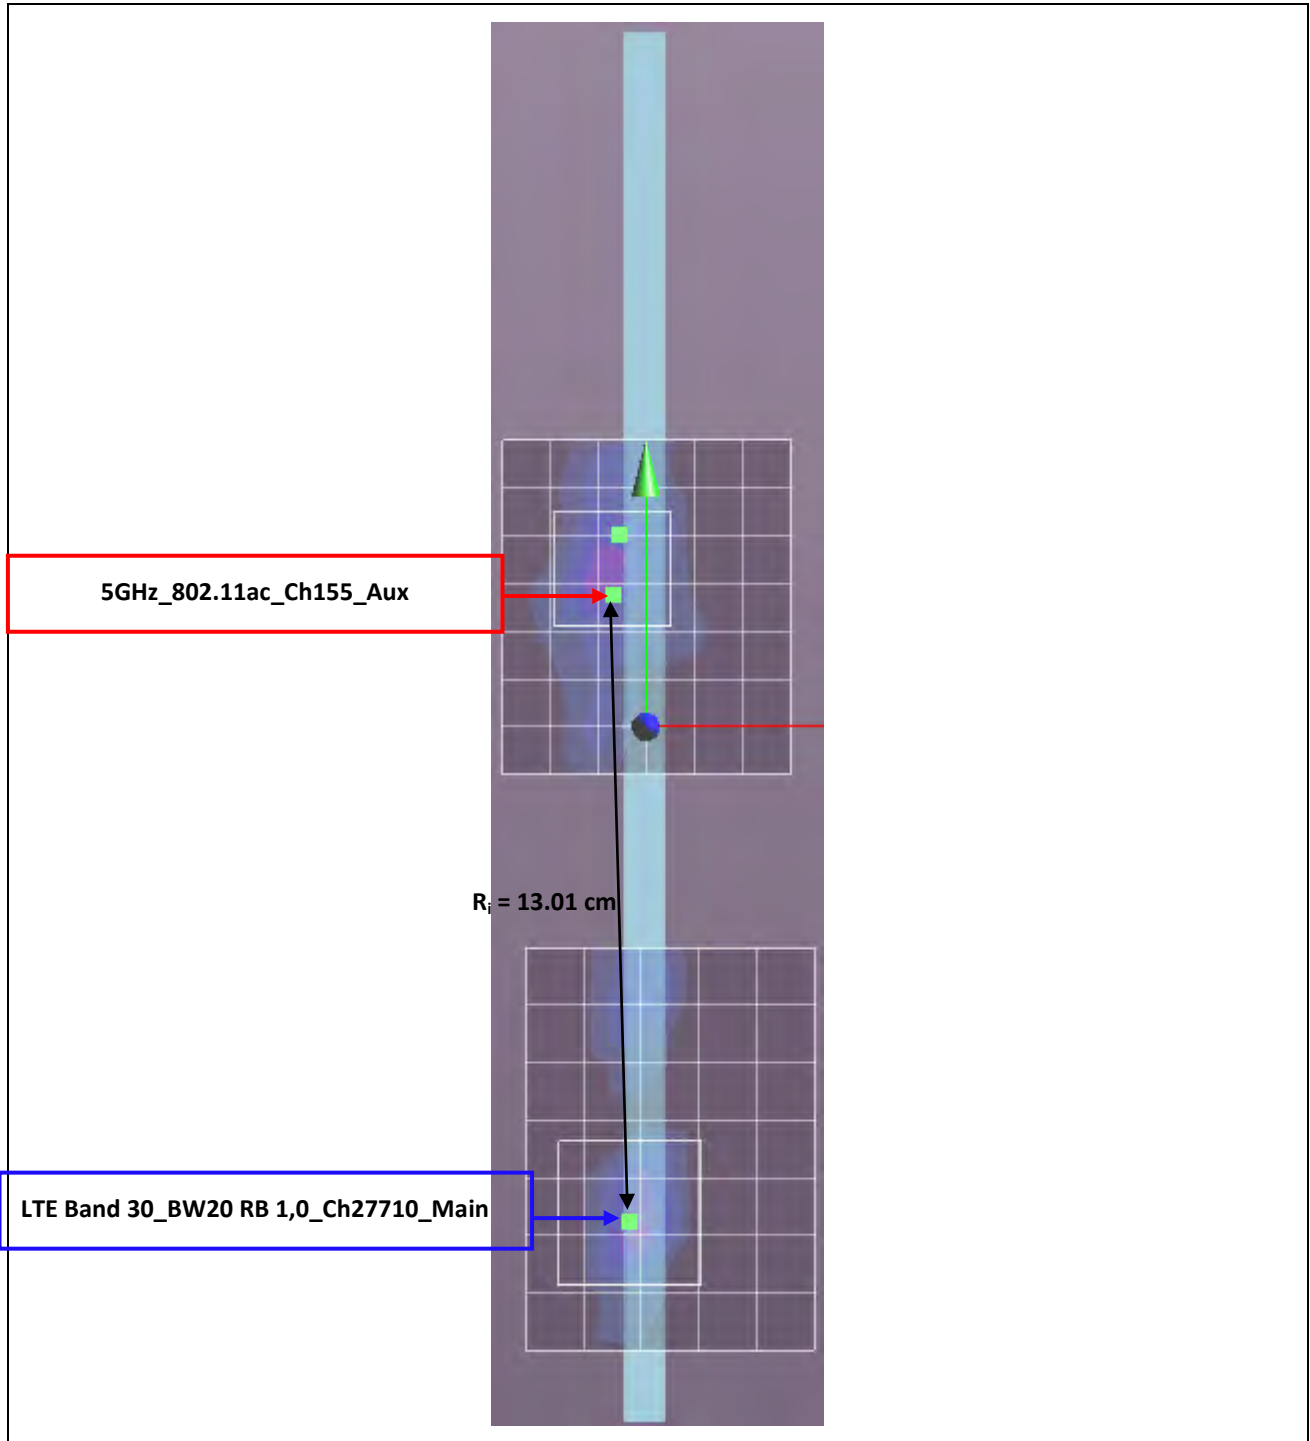 5GHz_802.11ac_Ch155_Aux
Rᵢ = 13.01 cm
LTE Band 30_BW20 RB 1,0_Ch27710_Main